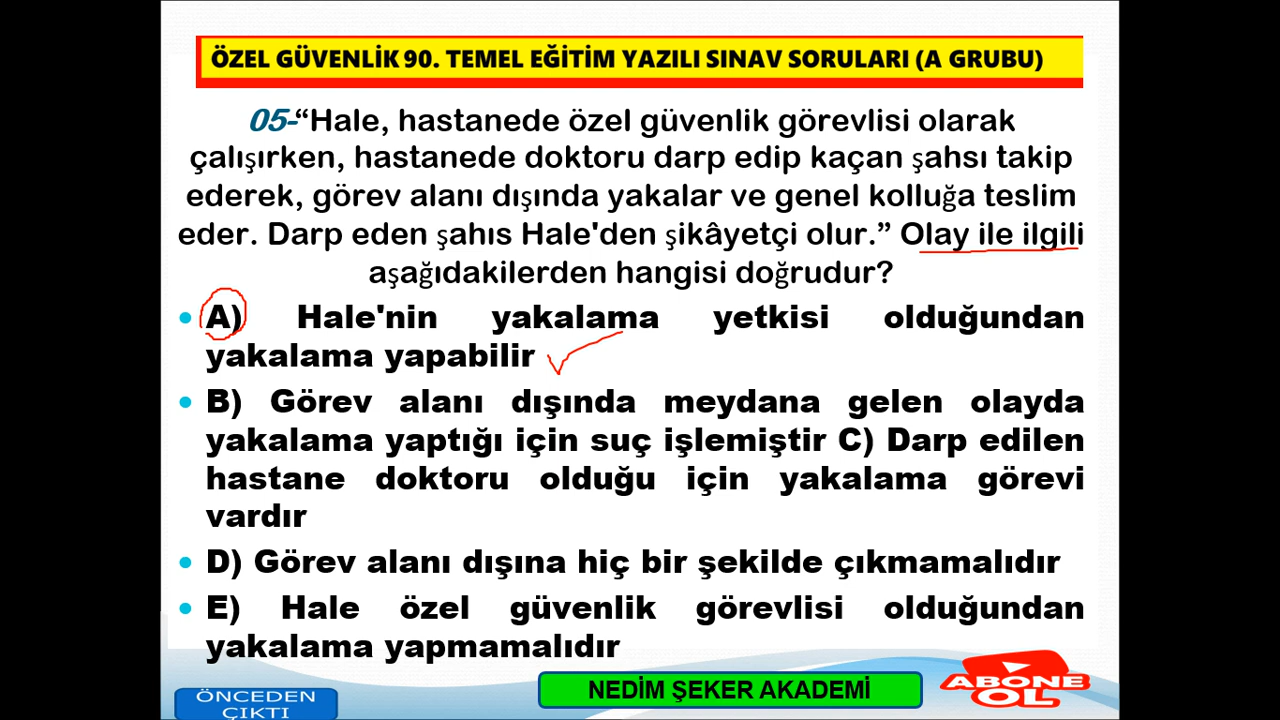 ÖZEL GÜVENLİK 90. TEMEL EĞİTİM YAZILI SINAV SORULARI (A GRUBU)
05-“Hale, hastanede özel güvenlik görevlisi olarak
çalışırken, hastanede doktoru darp edip kaçan şahsı takip
ederek, görev alanı dışında yakalar ve genel kolluğa teslim
eder. Darp eden şahıs Hale'den şikâyetçi olur.” Olay ile ilgili
aşağıdakilerden hangisi doğrudur?
• A) Hale'nin yakalama yetkisi olduğundan
yakalama yapabilir
• B) Görev alanı dışında meydana gelen olayda
yakalama yaptığı için suç işlemiştir C) Darp edilen
hastane doktoru olduğu için yakalama görevi
vardır
• D) Görev alanı dışına hiç bir şekilde çıkmamalıdır
• E) Hale özel güvenlik görevlisi olduğundan
yakalama yapmamalıdır
ÖNCEDEN
ÇIKTI
NEDİM ŞEKER AKADEMİ
ABONE
OL